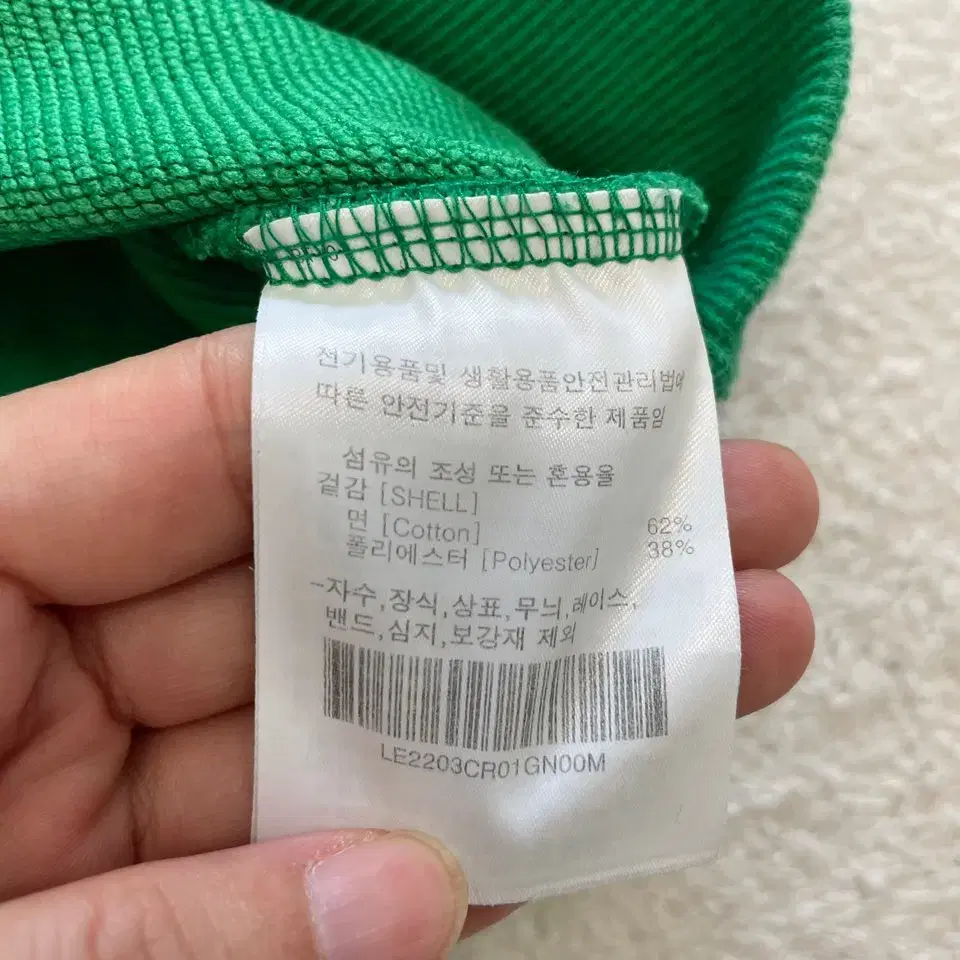 전기용품및 생활용품안전관리법에
따른 안전기준을 준수한 제품임
섬유의 조성 또는 혼용율
겉감 [SHELL]
면 [Cotton] 62%
폴리에스터 [Polyester] 38%
-자수,장식,상표,무늬,레이스,
밴드,심지,보강재 제외
LE2203CR01GN00M